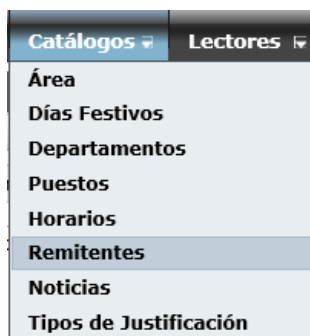 Catálogos Lectores
Área
Días Festivos
Departamentos
Puestos
Horarios
Remitentes
Noticias
Tipos de Justificación